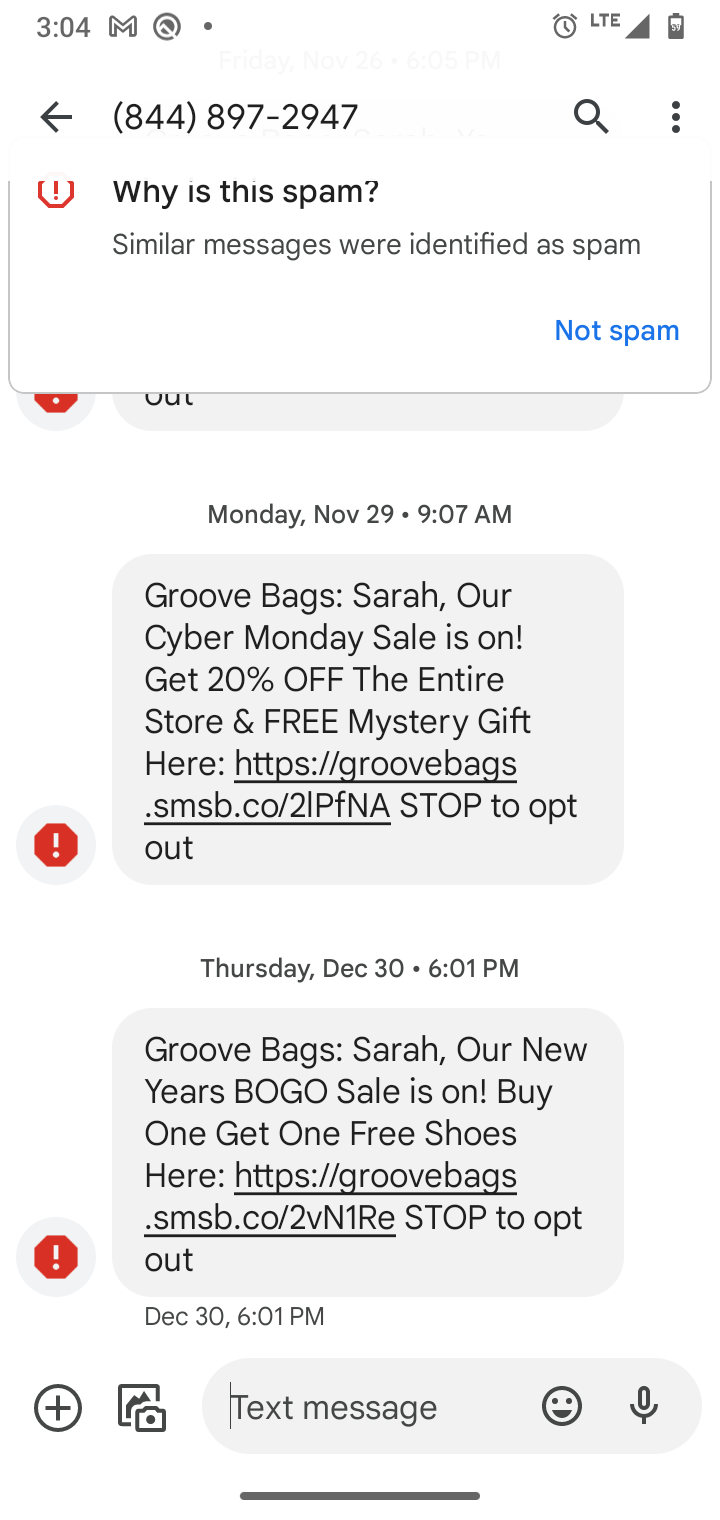 3:04
LTE
Friday, Nov 26 • 6:05 PM
(844) 897-2947
Why is this spam?
Similar messages were identified as spam
Not spam
out
Monday, Nov 29 • 9:07 AM
Groove Bags: Sarah, Our
Cyber Monday Sale is on!
Get 20% OFF The Entire
Store & FREE Mystery Gift
Here: https://groovebags
.smsb.co/2lPfNA STOP to opt
out
Thursday, Dec 30 • 6:01 PM
Groove Bags: Sarah, Our New
Years BOGO Sale is on! Buy
One Get One Free Shoes
Here: https://groovebags
.smsb.co/2vN1Re STOP to opt
out
Dec 30, 6:01 PM
Text message